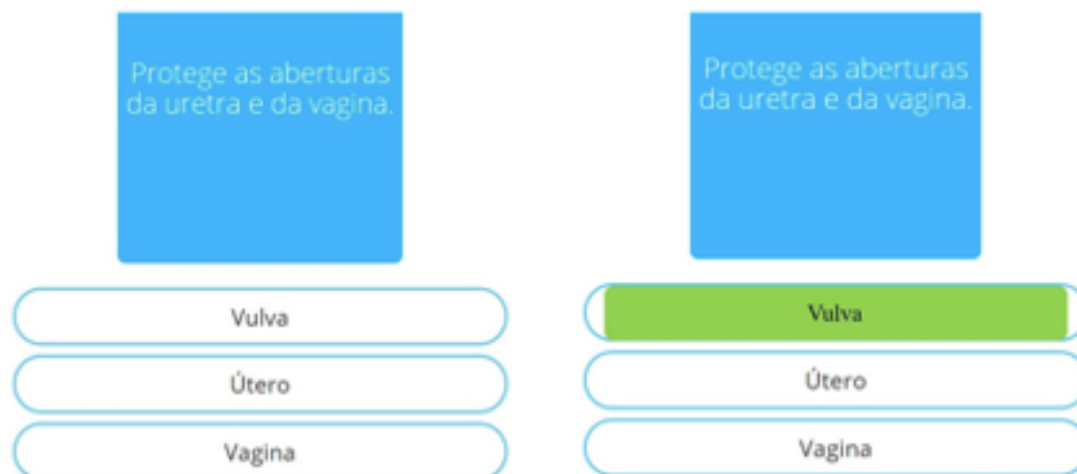 Protege as aberturas
da uretra e da vagina.
Vulva
Útero
Vagina
Protege as aberturas
da uretra e da vagina.
Vulva
Útero
Vagina